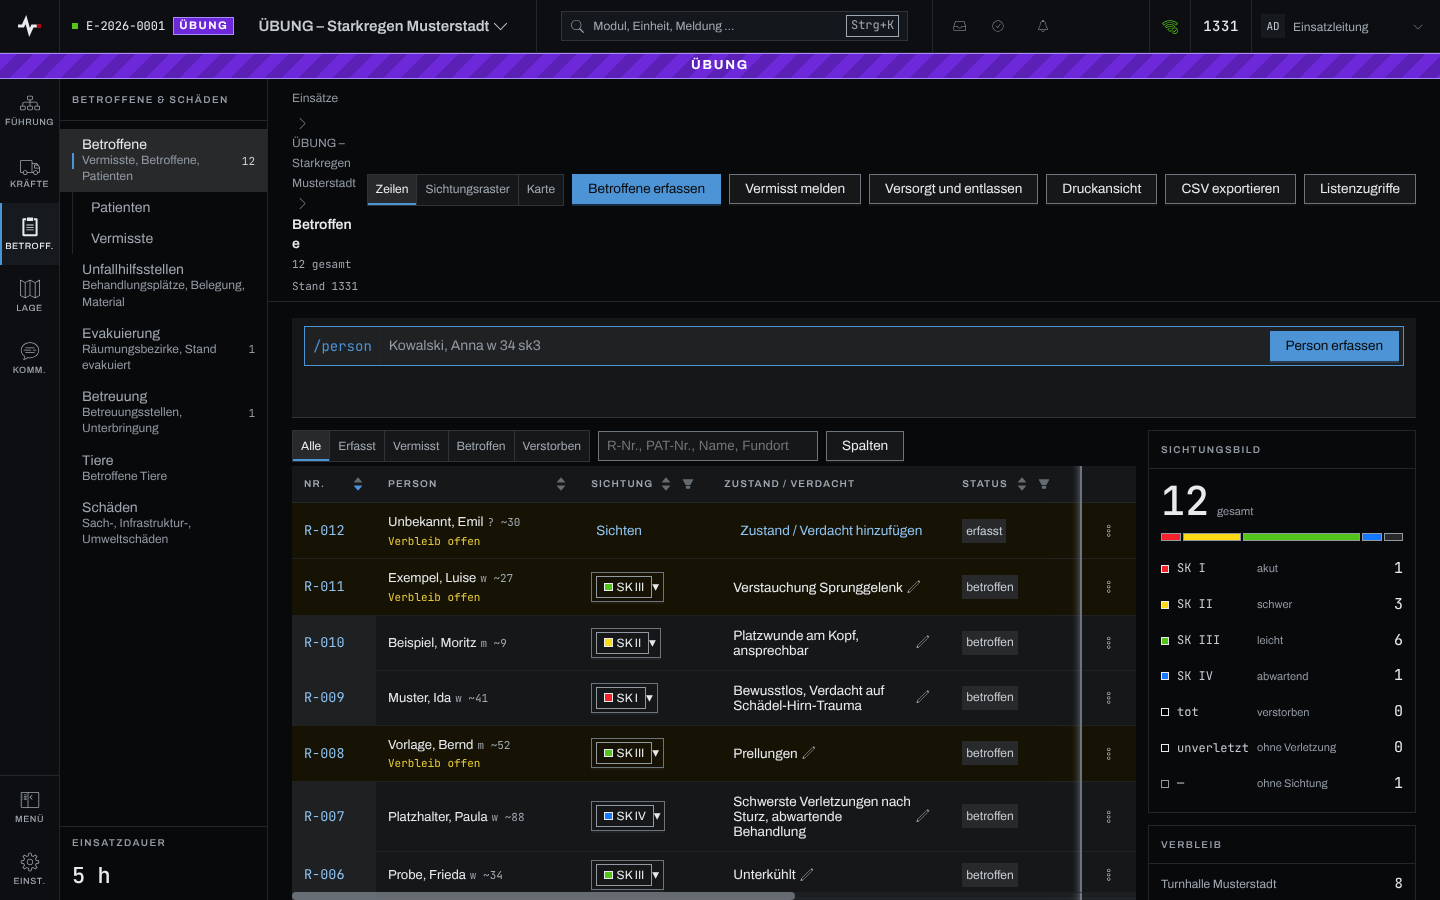 E-2026-0001 ÜBUNG ÜBUNG – Starkregen Musterstadt Modul, Einheit, Meldung ... Strg+K 1331 AD Einsatzleitung
ÜBUNG
FÜHRUNG
KRÄFTE
BETROFF.
LAGE
KOMM.
MENÜ
EINST.
BETROFFENE & SCHÄDEN
Betroffene
Vermisste, Betroffene, 12
Patienten
Patienten
Vermisste
Unfallhilfsstellen
Behandlungsplätze, Belegung,
Material
Evakuierung
Räumungsbezirke, Stand 1
evakuiert
Betreuung
Betreuungsstellen, 1
Unterbringung
Tiere
Betroffene Tiere
Schäden
Sach-, Infrastruktur-,
Umweltschäden
EINSATZDAUER
5 h
Einsätze
ÜBUNG –
Starkregen
Musterstadt
Betroffen
e
12 gesamt
Stand 1331
Zeilen Sichtungsraster Karte Betroffene erfassen Vermisst melden Versorgt und entlassen Druckansicht CSV exportieren Listenzugriffe
/person Kowalski, Anna w 34 sk3 Person erfassen
Alle Erfasst Vermisst Betroffen Verstorben R-Nr., PAT-Nr., Name, Fundort Spalten
NR. PERSON SICHTUNG ZUSTAND / VERDACHT STATUS
R-012 Unbekannt, Emil ? ~30 Sichten Zustand / Verdacht hinzufügen erfasst
Verbleib offen
R-011 Exempel, Luise w ~27 SK III Verstauchung Sprunggelenk betroffen
Verbleib offen
R-010 Beispiel, Moritz m ~9 SK II Platzwunde am Kopf, betroffen
ansprechbar
R-009 Muster, Ida w ~41 SK I Bewusstlos, Verdacht auf betroffen
Schädel-Hirn-Trauma
R-008 Vorlage, Bernd m ~52 SK III Prellungen betroffen
Verbleib offen
R-007 Platzhalter, Paula w ~88 SK IV Schwerste Verletzungen nach betroffen
Sturz, abwartende
Behandlung
R-006 Probe, Frieda w ~34 SK III Unterkühlt betroffen
SICHTUNGSBILD
12 gesamt
SK I akut 1
SK II schwer 3
SK III leicht 6
SK IV abwartend 1
tot verstorben 0
unverletzt ohne Verletzung 0
— ohne Sichtung 1
VERBLEIB
Turnhalle Musterstadt 8